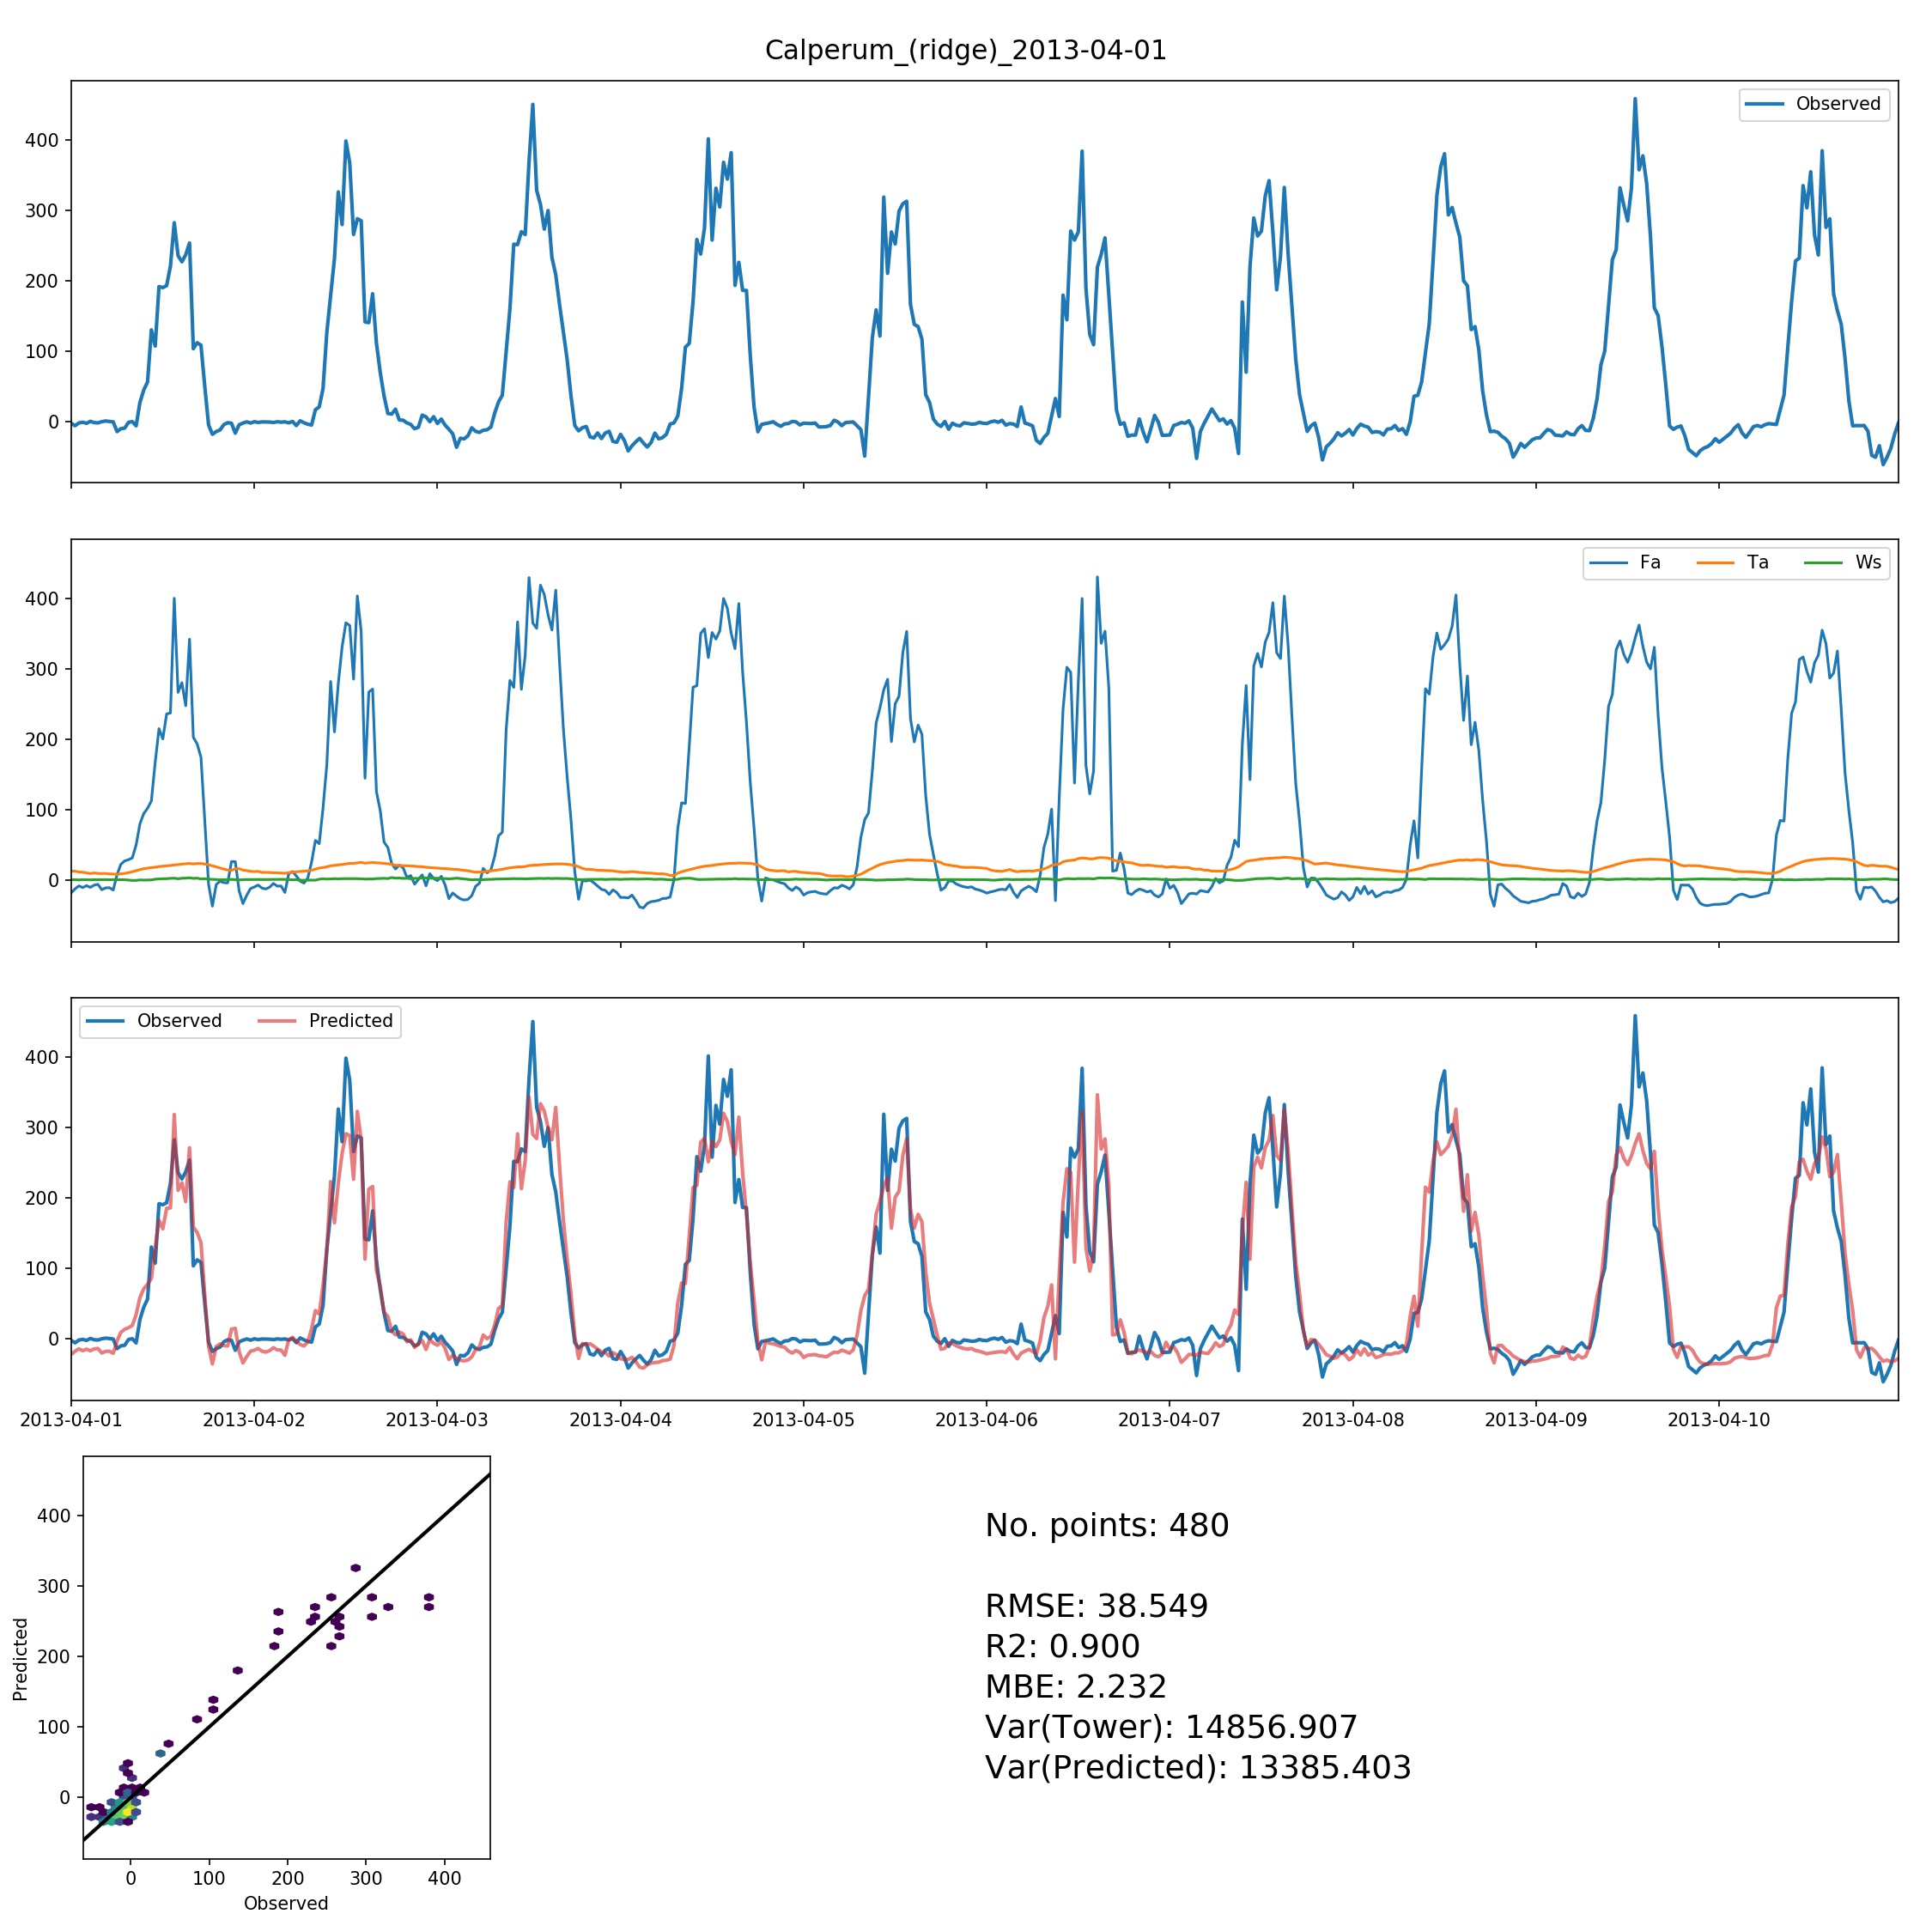 Calperum_(ridge)_2013-04-01
Observed
400
300
200
100
0
Fa Ta Ws
400
300
200
100
0
Observed Predicted
400
300
200
100
0
2013-04-01 2013-04-02 2013-04-03 2013-04-04 2013-04-05 2013-04-06 2013-04-07 2013-04-08 2013-04-09 2013-04-10
Predicted
400
300
200
100
0
0 100 200 300 400
Observed
No. points: 480
RMSE: 38.549
R2: 0.900
MBE: 2.232
Var(Tower): 14856.907
Var(Predicted): 13385.403